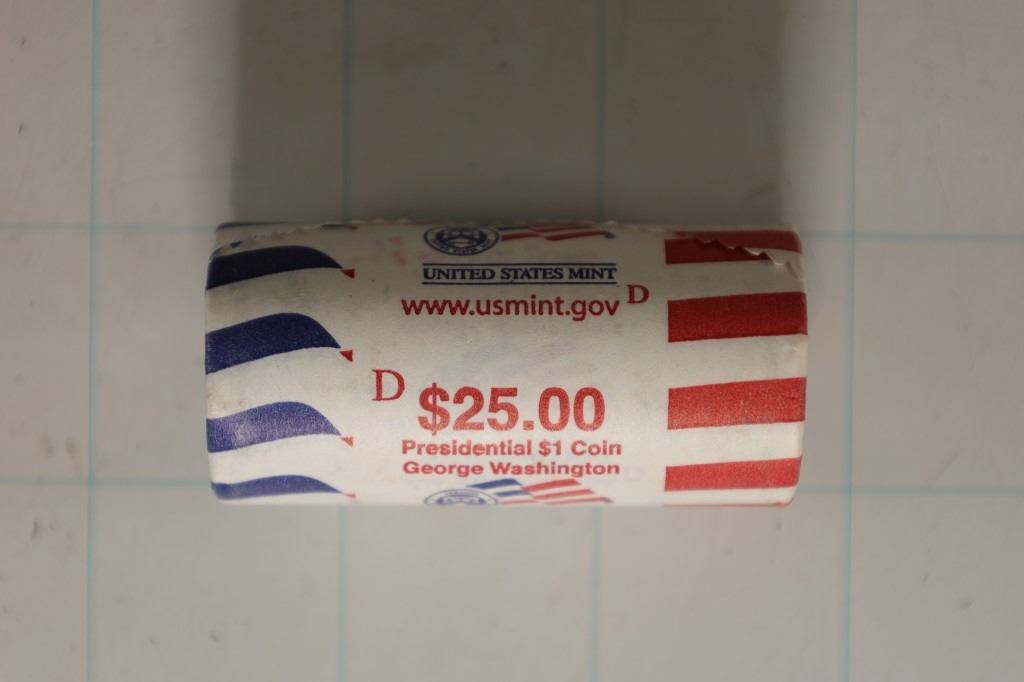 UNITED STATES MINT
www.usmint.gov D
D $25.00
Presidential $1 Coin
George Washington